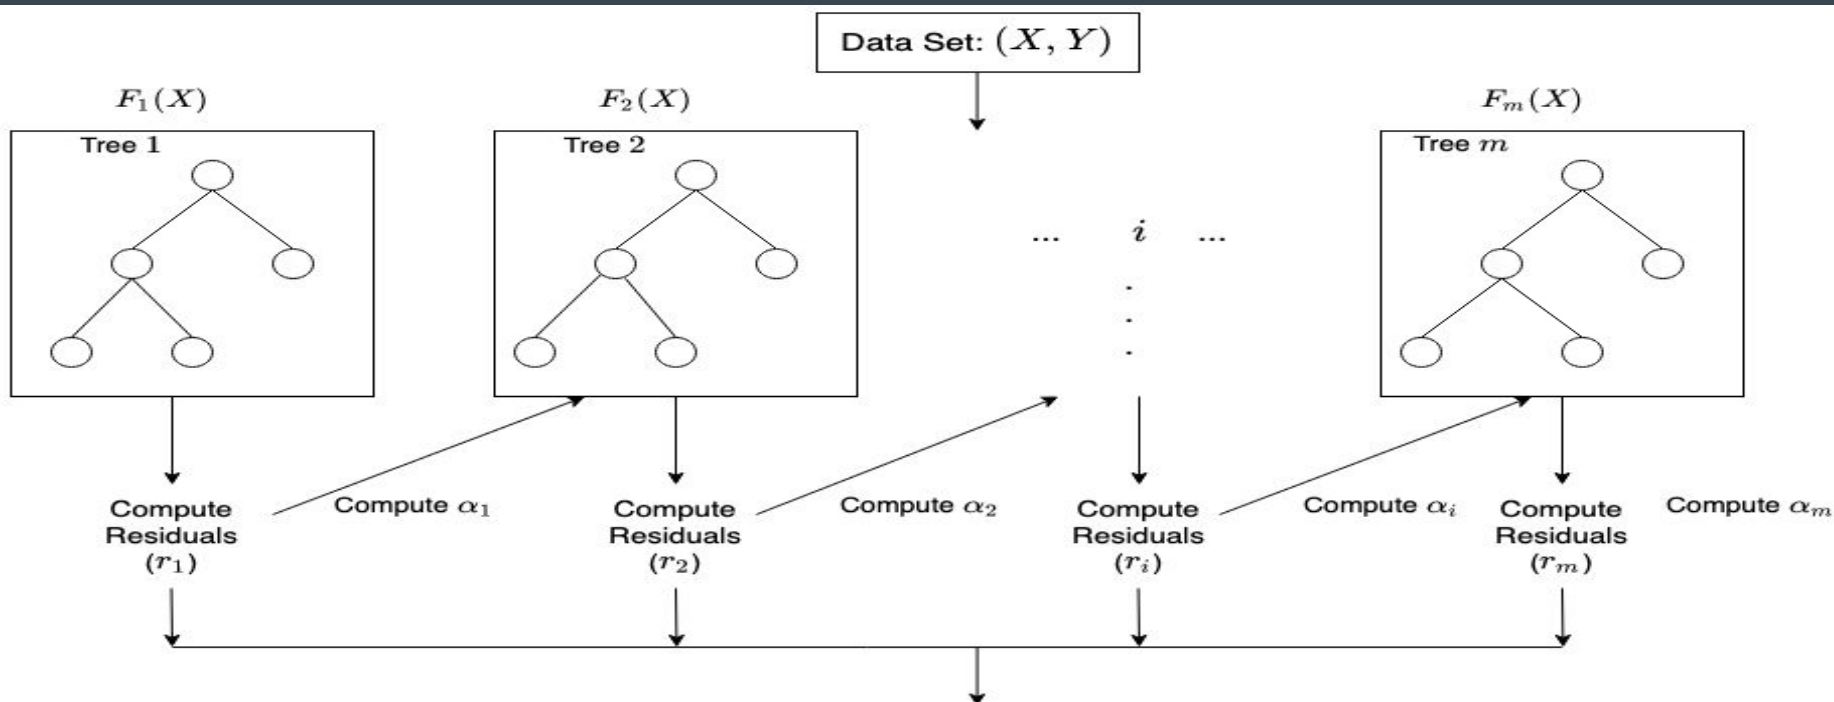 Data Set: (X, Y)
F₁(X)
F₂(X)
Fₘ(X)
Tree 1
Tree 2
Tree m
... i ...
.
.
.
Compute
Residuals
(r₁)
Compute α₁
Compute
Residuals
(r₂)
Compute α₂
Compute
Residuals
(rᵢ)
Compute αᵢ
Compute
Residuals
(rₘ)
Compute αₘ